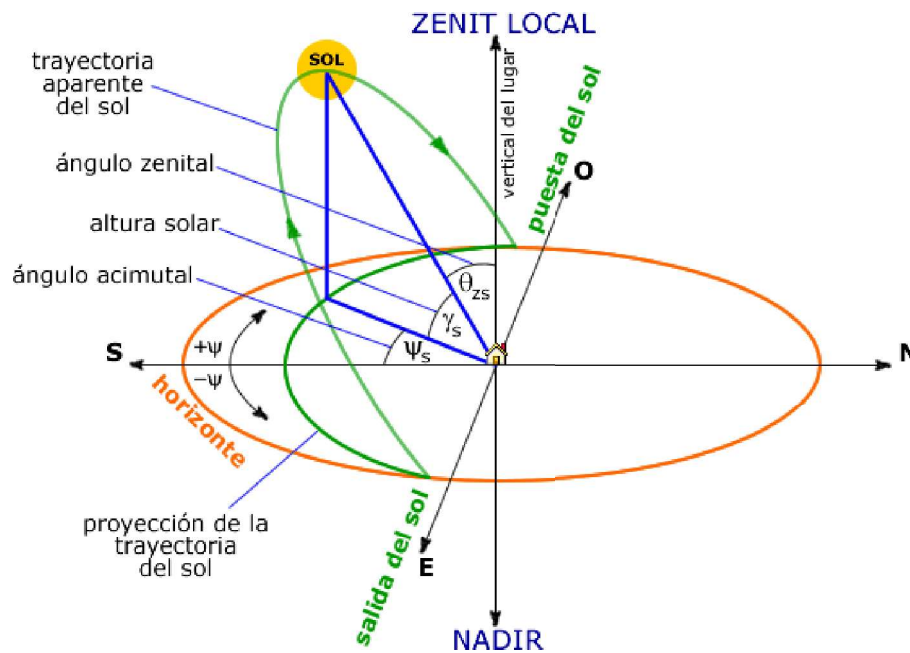 ZENIT LOCAL
SOL
trayectoria
aparente
del sol
vertical del lugar
puesta del sol
O
ángulo zenital
altura solar
ángulo acimutal
θzs
γs
ψs
S
N
+ψ
−ψ
horizonte
proyección de la
trayectoria
del sol
salida del sol
E
NADIR